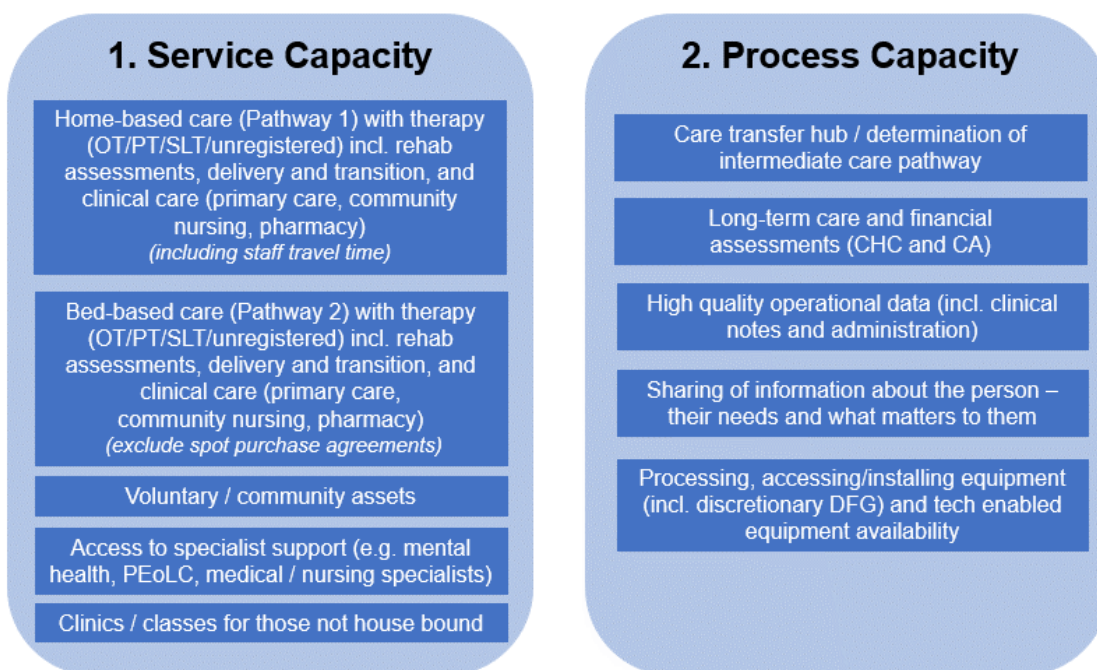 1. Service Capacity
Home-based care (Pathway 1) with therapy
(OT/PT/SLT/unregistered) incl. rehab
assessments, delivery and transition, and
clinical care (primary care, community
nursing, pharmacy)
(including staff travel time)
Bed-based care (Pathway 2) with therapy
(OT/PT/SLT/unregistered) incl. rehab
assessments, delivery and transition, and
clinical care (primary care,
community nursing, pharmacy)
(exclude spot purchase agreements)
Voluntary / community assets
Access to specialist support (e.g. mental
health, PEoLC, medical / nursing specialists)
Clinics / classes for those not house bound
2. Process Capacity
Care transfer hub / determination of
intermediate care pathway
Long-term care and financial
assessments (CHC and CA)
High quality operational data (incl. clinical
notes and administration)
Sharing of information about the person –
their needs and what matters to them
Processing, accessing/installing equipment
(incl. discretionary DFG) and tech enabled
equipment availability